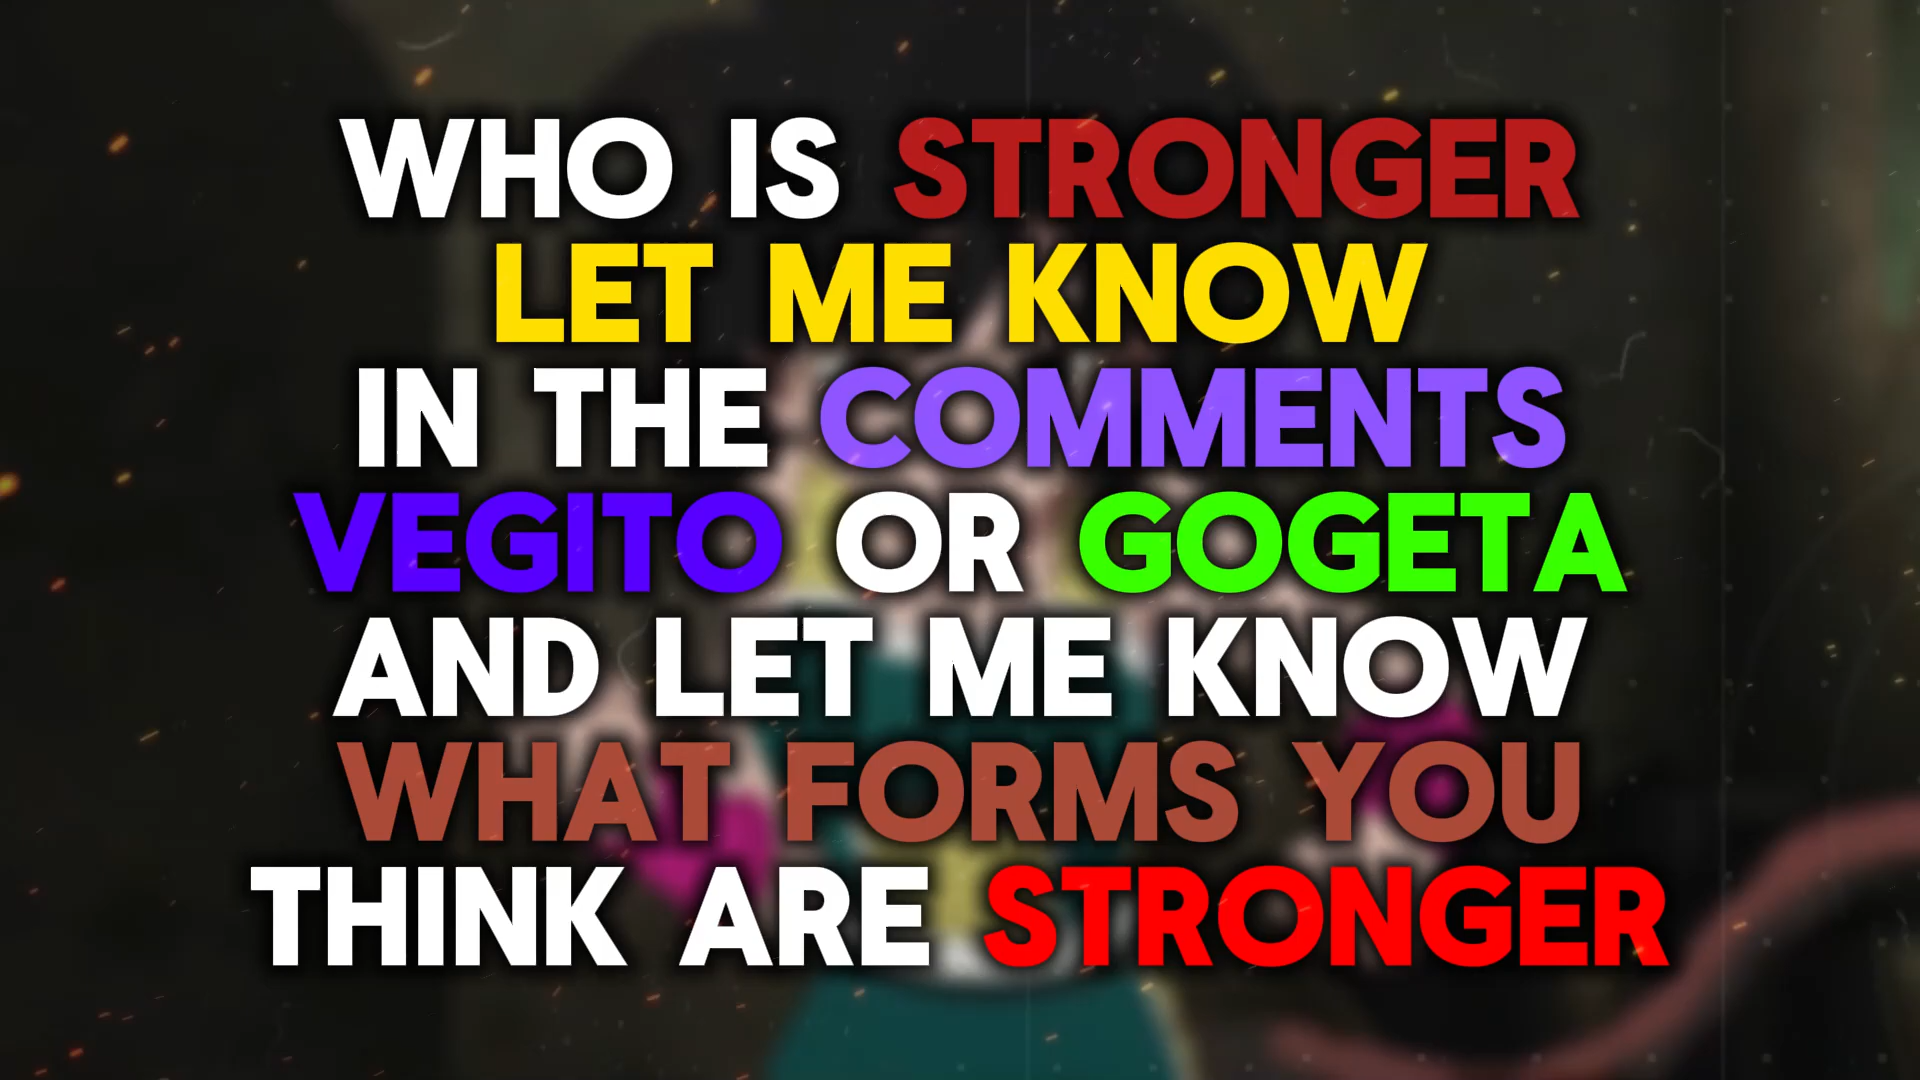 WHO IS STRONGER
LET ME KNOW
IN THE COMMENTS
VEGITO OR GOGETA
AND LET ME KNOW
WHAT FORMS YOU
THINK ARE STRONGER